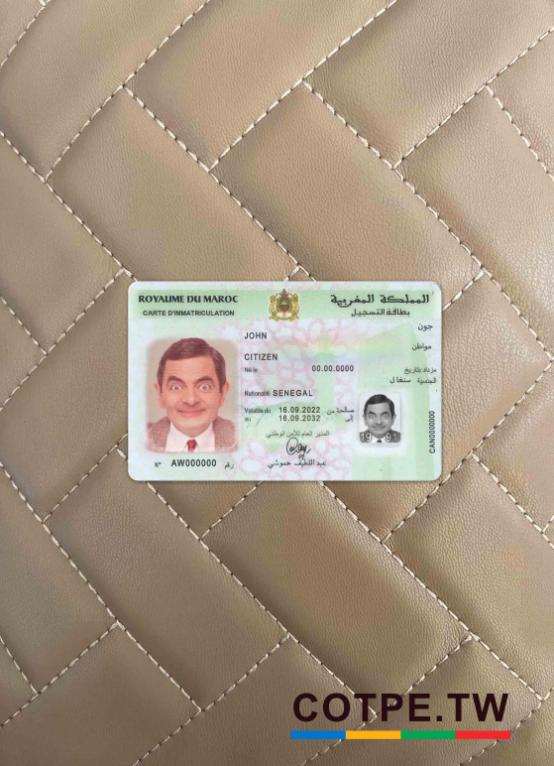 ROYAUME DU MAROC
المملكة المغربية
CARTE D'IMMATRICULATION
بطاقة التسجيل
JOHN
جون
CITIZEN
مواطن
Né le 00.00.0000 مزداد بتاريخ
Nationalité SENEGAL الجنسية سنغال
Valable du 16.09.2022 صالحة من
au 16.09.2032 إلى
المدير العام للأمن الوطني
عبد اللطيف حموشي
N° AW000000 رقم
CAN0000000
COTPE.TW